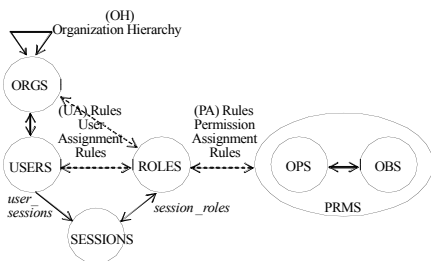 (OH)
Organization Hierarchy
ORGS
(UA) Rules
User
Assignment
Rules
(PA) Rules
Permission
Assignment
Rules
USERS
ROLES
OPS
OBS
PRMS
user_
sessions
session_roles
SESSIONS